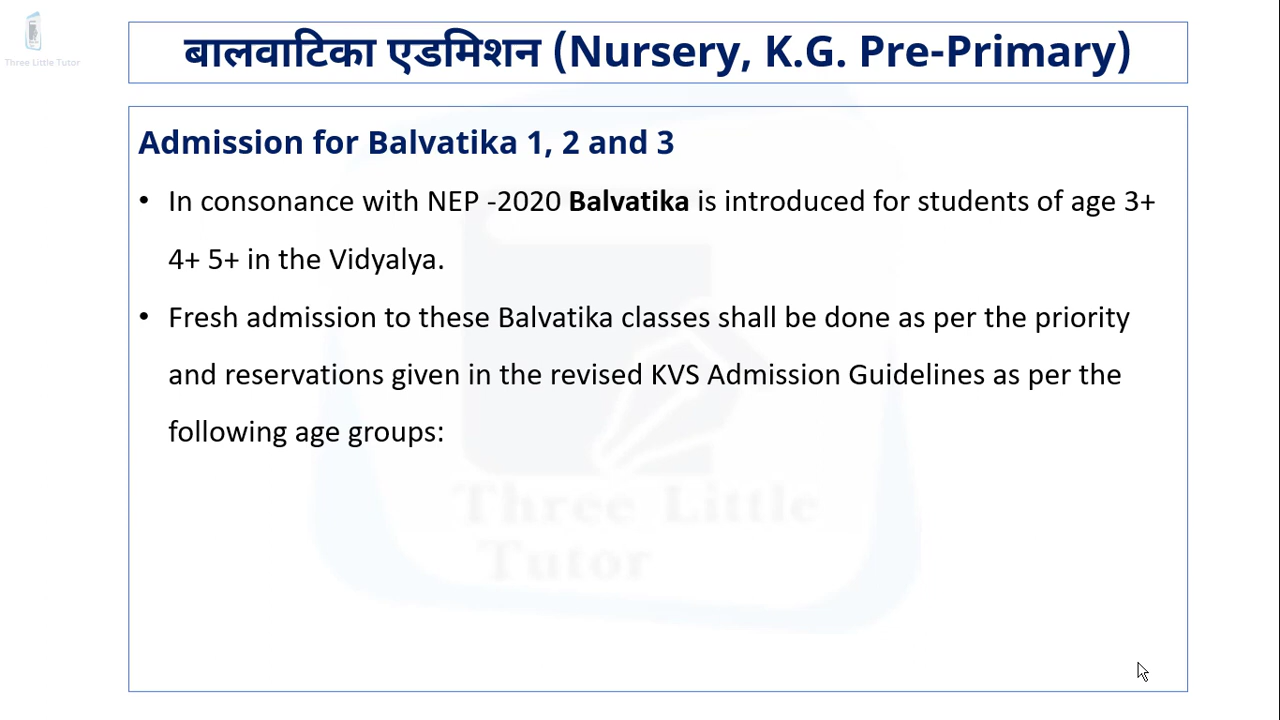 Three Little Tutor
बालवाटिका एडमिशन (Nursery, K.G. Pre-Primary)
Admission for Balvatika 1, 2 and 3
• In consonance with NEP -2020 Balvatika is introduced for students of age 3+
4+ 5+ in the Vidyalya.
• Fresh admission to these Balvatika classes shall be done as per the priority
and reservations given in the revised KVS Admission Guidelines as per the
following age groups:
Three Little
Tutor